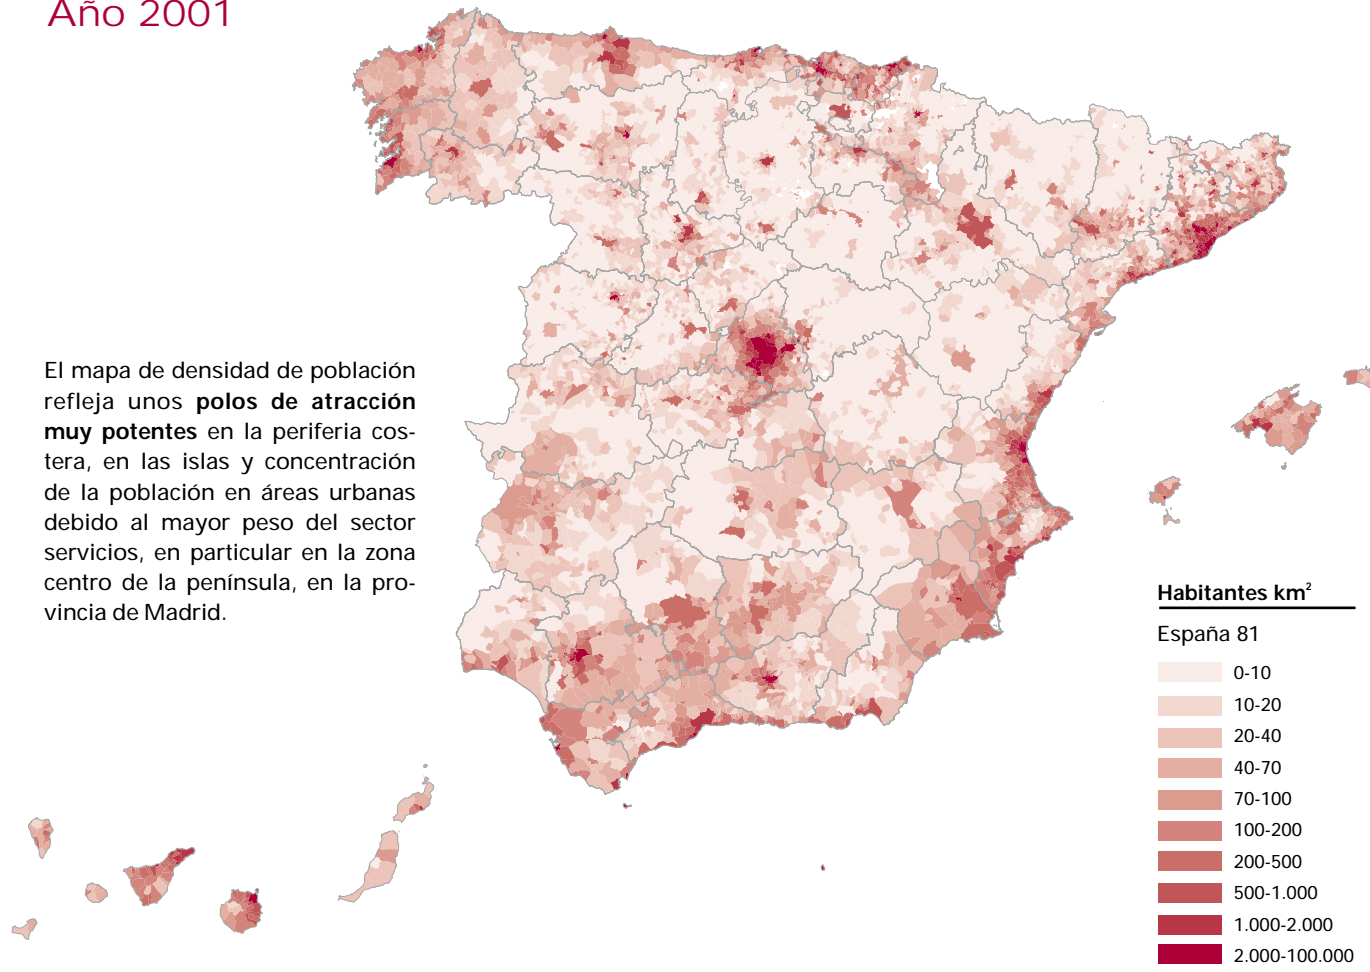 Año 2001
El mapa de densidad de población
refleja unos polos de atracción
muy potentes en la periferia cos-
tera, en las islas y concentración
de la población en áreas urbanas
debido al mayor peso del sector
servicios, en particular en la zona
centro de la península, en la pro-
vincia de Madrid.
Habitantes km²
España 81
0-10
10-20
20-40
40-70
70-100
100-200
200-500
500-1.000
1.000-2.000
2.000-100.000